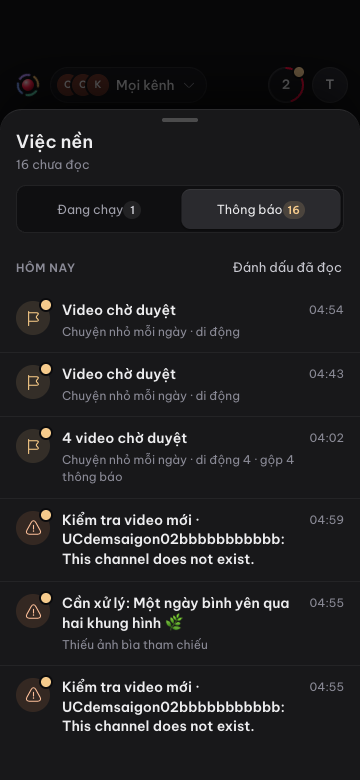 C C K Mọi kênh 2 T
Việc nền
16 chưa đọc
Đang chạy 1 Thông báo 16
HÔM NAY Đánh dấu đã đọc
Video chờ duyệt 04:54
Chuyện nhỏ mỗi ngày · di động
Video chờ duyệt 04:43
Chuyện nhỏ mỗi ngày · di động
4 video chờ duyệt 04:02
Chuyện nhỏ mỗi ngày · di động 4 · gộp 4
thông báo
Kiểm tra video mới · 04:59
UCdemsaigon02bbbbbbbbbbb:
This channel does not exist.
Cần xử lý: Một ngày bình yên qua 04:55
hai khung hình 🌿
Thiếu ảnh bìa tham chiếu
Kiểm tra video mới · 04:55
UCdemsaigon02bbbbbbbbbbb:
This channel does not exist.